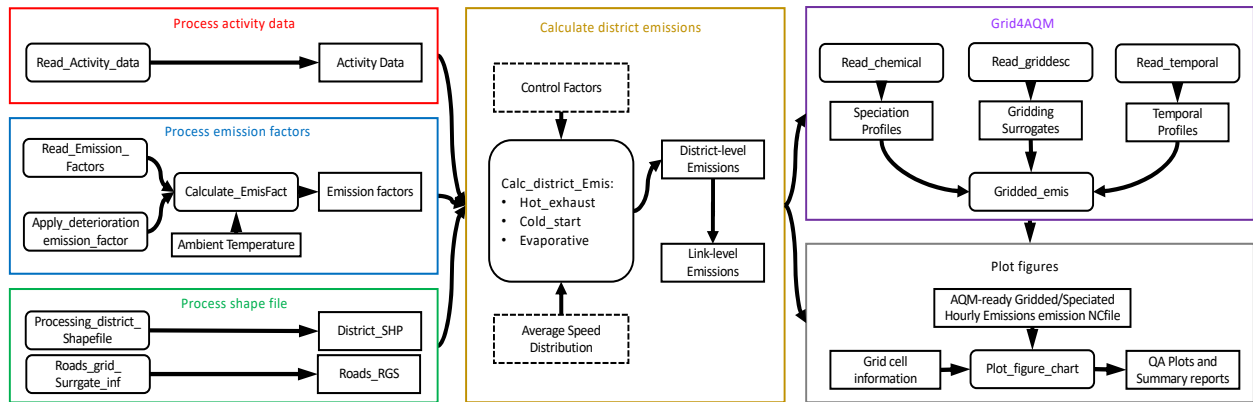 Process activity data
Read_Activity_data
Activity Data
Process emission factors
Read_Emission_
Factors
Calculate_EmisFact
Emission factors
Apply_deterioration
emission_factor
Ambient Temperature
Process shape file
Processing_district_
Shapefile
District_SHP
Roads_grid_
Surrgate_inf
Roads_RGS
Calculate district emissions
Control Factors
Calc_district_Emis:
• Hot_exhaust
• Cold_start
• Evaporative
District-level
Emissions
Link-level
Emissions
Average Speed
Distribution
Grid4AQM
Read_chemical
Read_griddesc
Read_temporal
Speciation
Profiles
Gridding
Surrogates
Temporal
Profiles
Gridded_emis
Plot figures
AQM-ready Gridded/Speciated
Hourly Emissions emission NCfile
Grid cell
information
Plot_figure_chart
QA Plots and
Summary reports